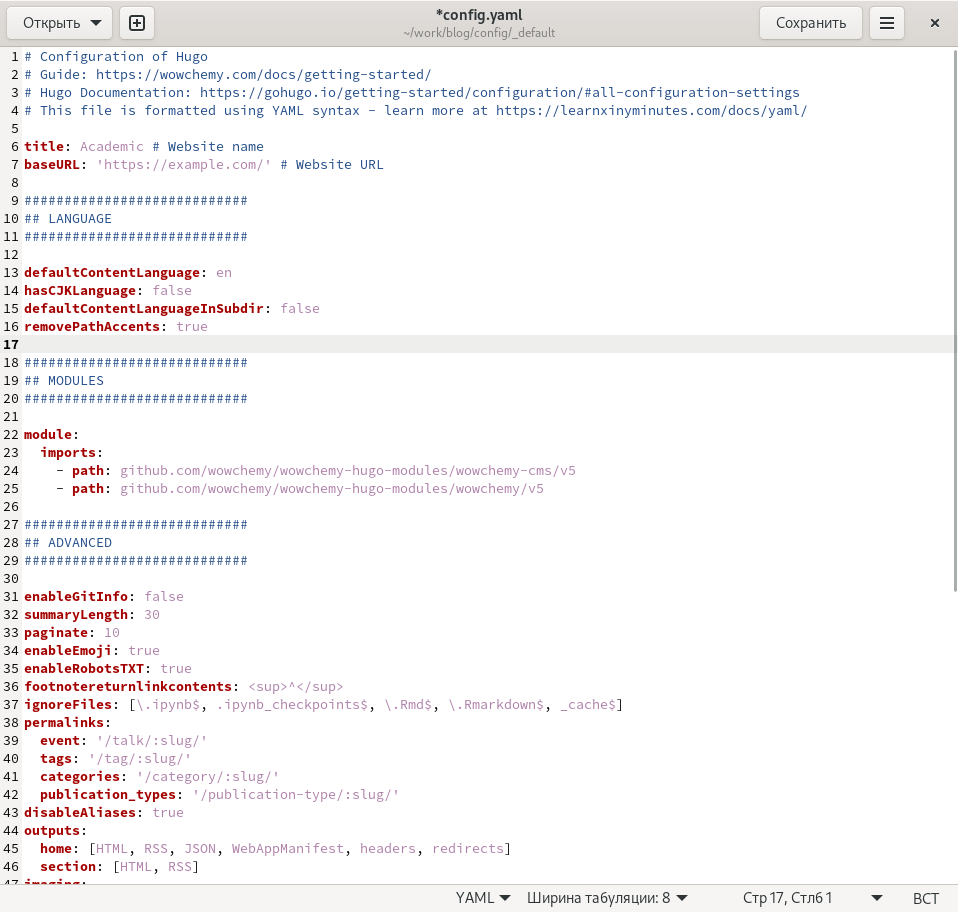 Открыть
*config.yaml
~/work/blog/config/_default
Сохранить
1 # Configuration of Hugo
2 # Guide: https://wowchemy.com/docs/getting-started/
3 # Hugo Documentation: https://gohugo.io/getting-started/configuration/#all-configuration-settings
4 # This file is formatted using YAML syntax - learn more at https://learnxinyminutes.com/docs/yaml/
5
6 title: Academic # Website name
7 baseURL: 'https://example.com/' # Website URL
8
9 ############################
10 ## LANGUAGE
11 ############################
12
13 defaultContentLanguage: en
14 hasCJKLanguage: false
15 defaultContentLanguageInSubdir: false
16 removePathAccents: true
17
18 ############################
19 ## MODULES
20 ############################
21
22 module:
23   imports:
24     - path: github.com/wowchemy/wowchemy-hugo-modules/wowchemy-cms/v5
25     - path: github.com/wowchemy/wowchemy-hugo-modules/wowchemy/v5
26
27 ############################
28 ## ADVANCED
29 ############################
30
31 enableGitInfo: false
32 summaryLength: 30
33 paginate: 10
34 enableEmoji: true
35 enableRobotsTXT: true
36 footnotereturnlinkcontents: <sup>^</sup>
37 ignoreFiles: [\.ipynb$, .ipynb_checkpoints$, \.Rmd$, \.Rmarkdown$, _cache$]
38 permalinks:
39   event: '/talk/:slug/'
40   tags: '/tag/:slug/'
41   categories: '/category/:slug/'
42   publication_types: '/publication-type/:slug/'
43 disableAliases: true
44 outputs:
45   home: [HTML, RSS, JSON, WebAppManifest, headers, redirects]
46   section: [HTML, RSS]
47 imaging:
YAML Ширина табуляции: 8 Стр 17, Стлб 1 ВСТ